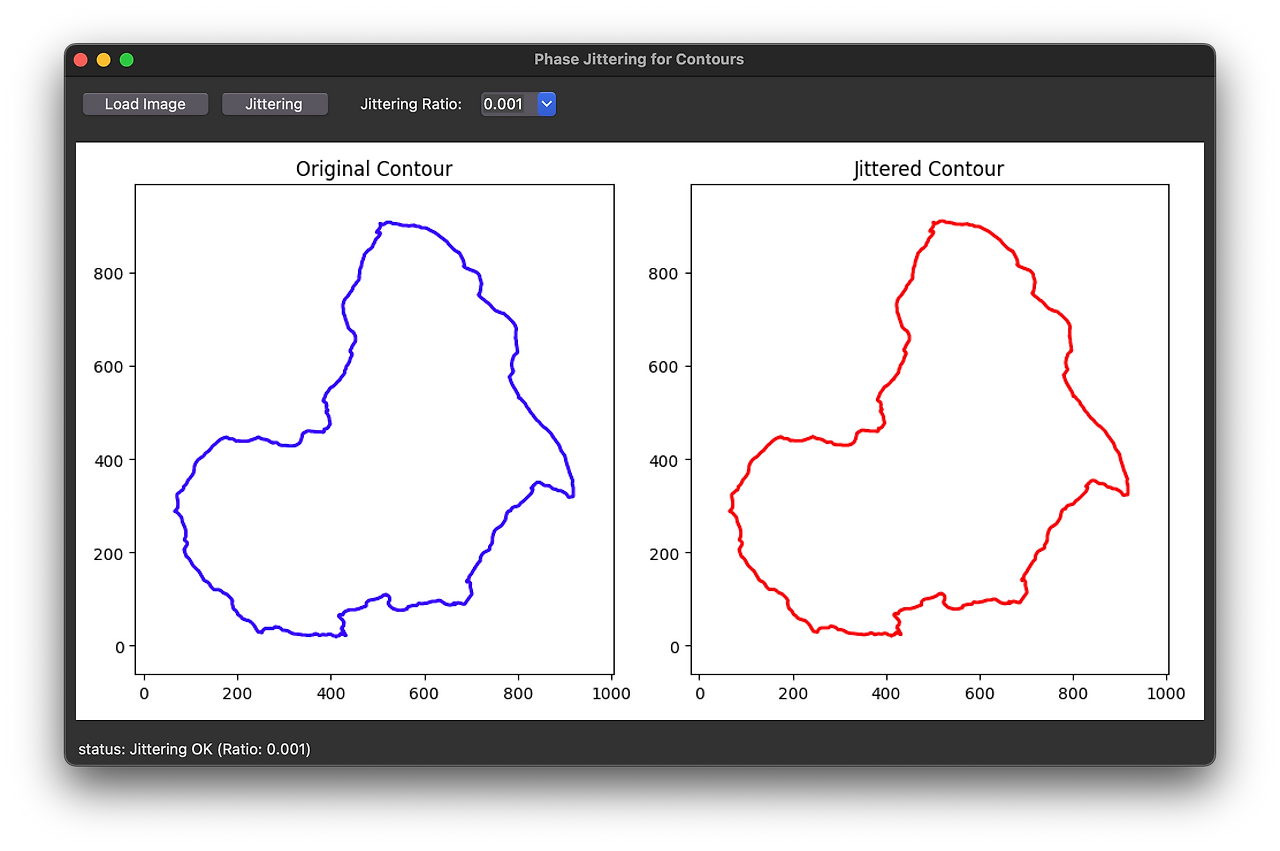 Phase Jittering for Contours
Load Image
Jittering
Jittering Ratio:
0.001
Original Contour
800
600
400
200
0
0 200 400 600 800 1000
Jittered Contour
800
600
400
200
0
0 200 400 600 800 1000
status: Jittering OK (Ratio: 0.001)